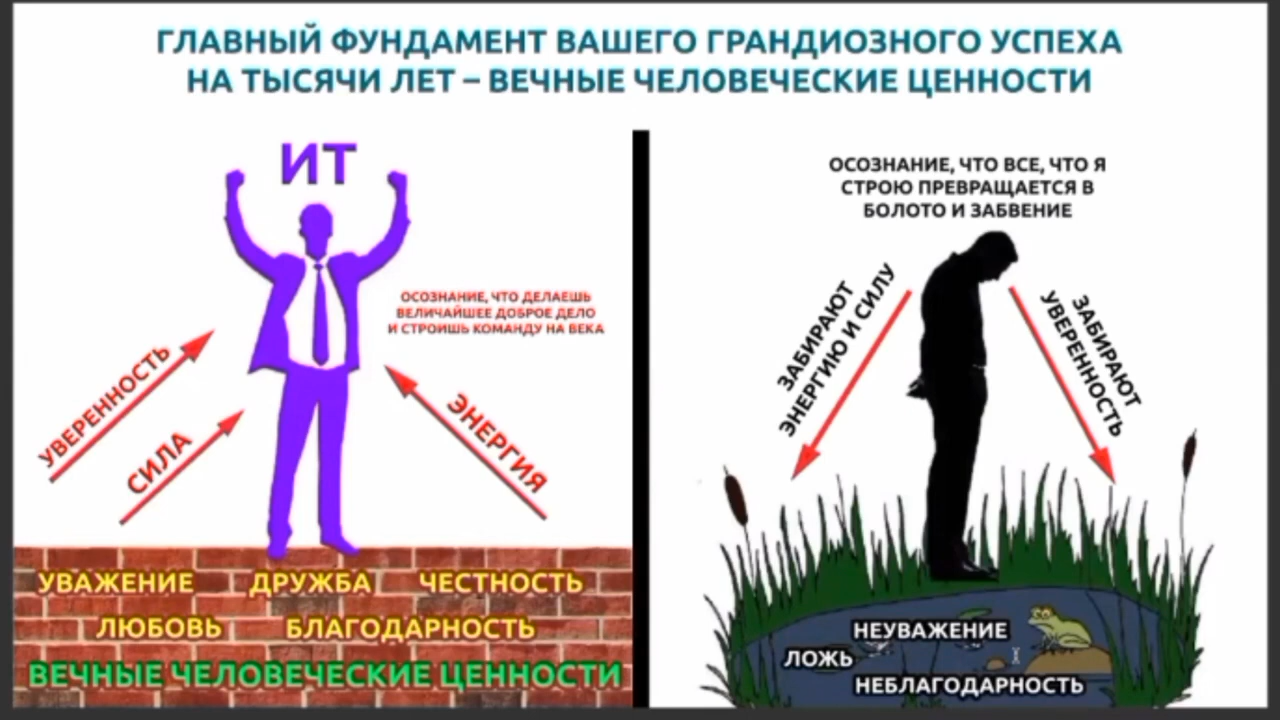 ГЛАВНЫЙ ФУНДАМЕНТ ВАШЕГО ГРАНДИОЗНОГО УСПЕХА
НА ТЫСЯЧИ ЛЕТ – ВЕЧНЫЕ ЧЕЛОВЕЧЕСКИЕ ЦЕННОСТИ
ИТ
ОСОЗНАНИЕ, ЧТО ДЕЛАЕШЬ
ВЕЛИЧАЙШЕЕ ДОБРОЕ ДЕЛО
И СТРОИШЬ КОМАНДУ НА ВЕКА
УВЕРЕННОСТЬ
СИЛА
ЭНЕРГИЯ
УВАЖЕНИЕ ДРУЖБА ЧЕСТНОСТЬ
ЛЮБОВЬ БЛАГОДАРНОСТЬ
ВЕЧНЫЕ ЧЕЛОВЕЧЕСКИЕ ЦЕННОСТИ
ОСОЗНАНИЕ, ЧТО ВСЕ, ЧТО Я
СТРОЮ ПРЕВРАЩАЕТСЯ В
БОЛОТО И ЗАБВЕНИЕ
ЗАБИРАЮТ
ЭНЕРГИЮ И СИЛУ
ЗАБИРАЮТ
УВЕРЕННОСТЬ
НЕУВАЖЕНИЕ
ЛОЖЬ
НЕБЛАГОДАРНОСТЬ